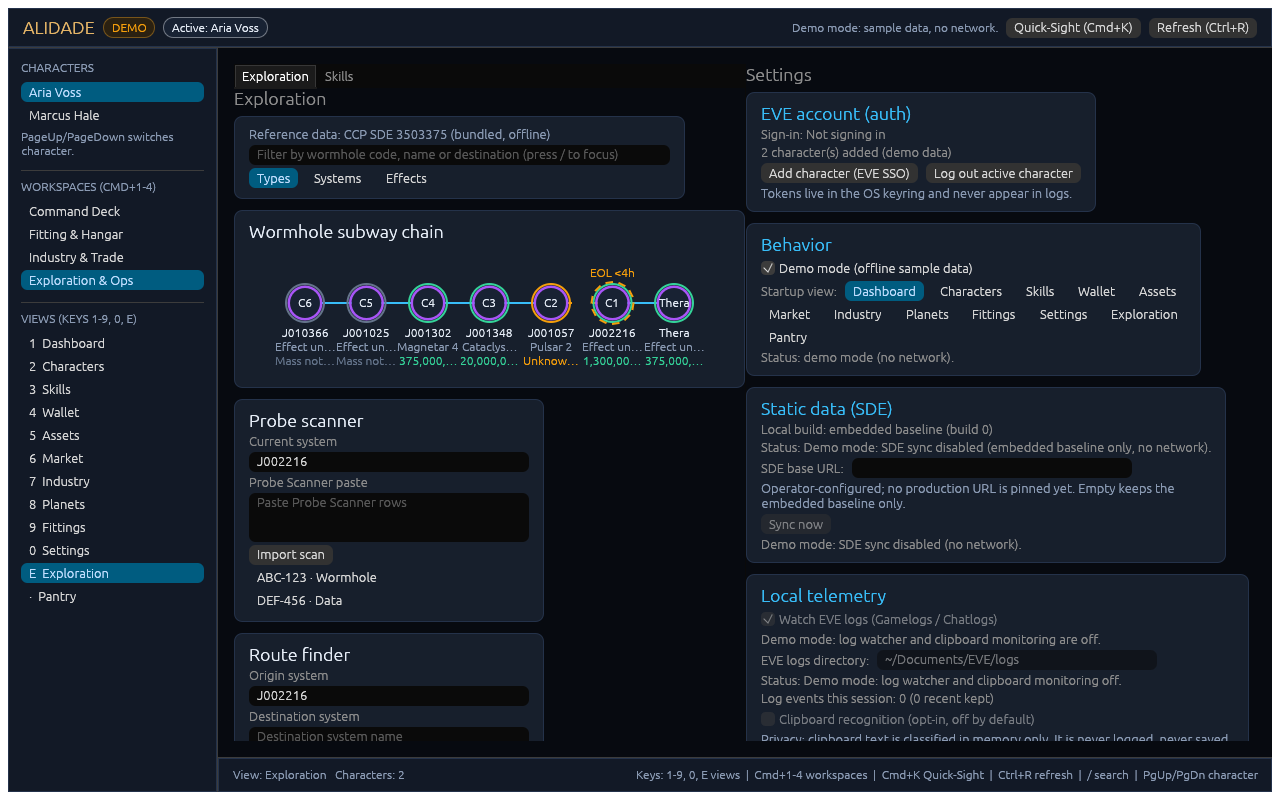 ALIDADE DEMO Active: Aria Voss
Demo mode: sample data, no network. Quick-Sight (Cmd+K) Refresh (Ctrl+R)
CHARACTERS
Aria Voss
Marcus Hale
PageUp/PageDown switches
character.
WORKSPACES (CMD+1-4)
Command Deck
Fitting & Hangar
Industry & Trade
Exploration & Ops
VIEWS (KEYS 1-9, 0, E)
1 Dashboard
2 Characters
3 Skills
4 Wallet
5 Assets
6 Market
7 Industry
8 Planets
9 Fittings
0 Settings
E Exploration
· Pantry
Exploration Skills
Exploration
Reference data: CCP SDE 3503375 (bundled, offline)
Filter by wormhole code, name or destination (press / to focus)
Types Systems Effects
Wormhole subway chain
EOL <4h
C6 C5 C4 C3 C2 C1 Thera
J010366 J001025 J001302 J001348 J001057 J002216 Thera
Effect un... Effect un... Magnetar 4 Cataclys... Pulsar 2 Effect un... Effect un...
Mass not... Mass not... 375,000,... 20,000,0... Unknow... 1,300,00... 375,000,...
Probe scanner
Current system
J002216
Probe Scanner paste
Paste Probe Scanner rows
Import scan
ABC-123 · Wormhole
DEF-456 · Data
Route finder
Origin system
J002216
Destination system
Destination system name
Settings
EVE account (auth)
Sign-in: Not signing in
2 character(s) added (demo data)
Add character (EVE SSO) Log out active character
Tokens live in the OS keyring and never appear in logs.
Behavior
Demo mode (offline sample data)
Startup view: Dashboard Characters Skills Wallet Assets
Market Industry Planets Fittings Settings Exploration
Pantry
Status: demo mode (no network).
Static data (SDE)
Local build: embedded baseline (build 0)
Status: Demo mode: SDE sync disabled (embedded baseline only, no network).
SDE base URL:
Operator-configured; no production URL is pinned yet. Empty keeps the
embedded baseline only.
Sync now
Demo mode: SDE sync disabled (no network).
Local telemetry
Watch EVE logs (Gamelogs / Chatlogs)
Demo mode: log watcher and clipboard monitoring are off.
EVE logs directory: ~/Documents/EVE/logs
Status: Demo mode: log watcher and clipboard monitoring off.
Log events this session: 0 (0 recent kept)
Clipboard recognition (opt-in, off by default)
Privacy: clipboard text is classified in memory only. It is never logged, never saved
View: Exploration Characters: 2
Keys: 1-9, 0, E views | Cmd+1-4 workspaces | Cmd+K Quick-Sight | Ctrl+R refresh | / search | PgUp/PgDn character